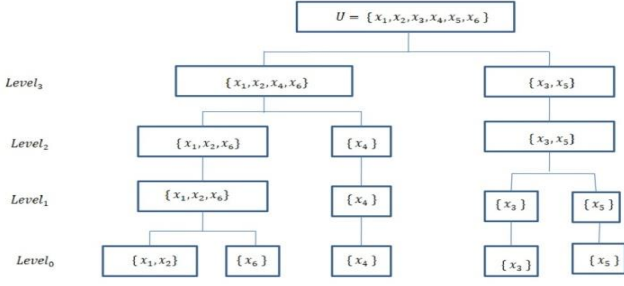 U = { x₁, x₂, x₃, x₄, x₅, x₆ }
Level₃ { x₁, x₂, x₄, x₆} { x₃, x₅}
Level₂ { x₁, x₂, x₆} { x₄ } { x₃, x₅}
Level₁ { x₁, x₂, x₆} { x₄ } { x₃ } { x₅ }
Level₀ { x₁, x₂} { x₆ } { x₄ } { x₃ } { x₅ }